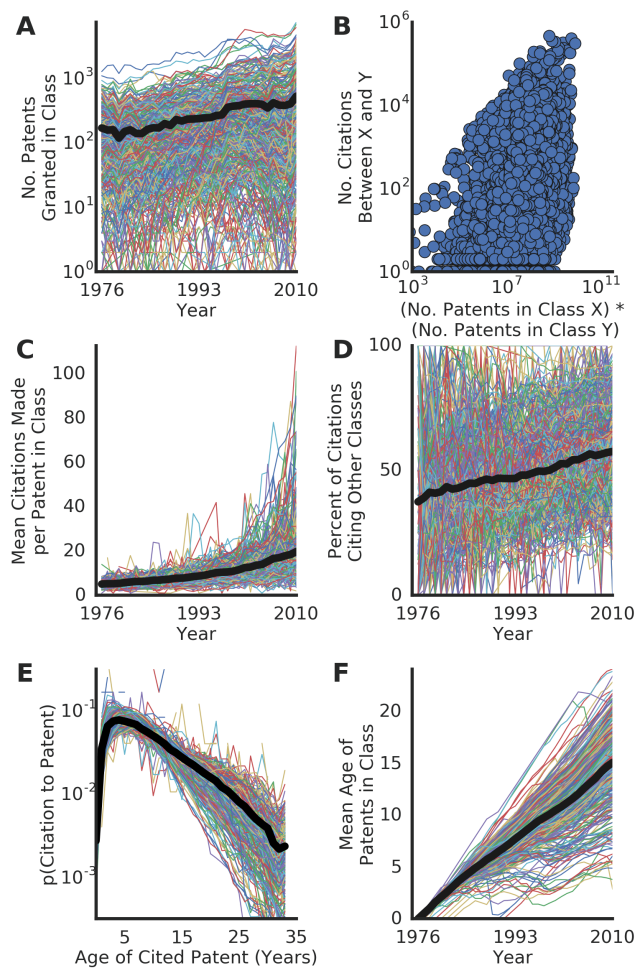 A
No. Patents
Granted in Class
10^3
10^2
10^1
10^0
1976 1993 2010
Year
B
No. Citations
Between X and Y
10^6
10^4
10^2
10^0
10^3 10^7 10^11
(No. Patents in Class X) *
(No. Patents in Class Y)
C
Mean Citations Made
per Patent in Class
100
80
60
40
20
0
1976 1993 2010
Year
D
Percent of Citations
Citing Other Classes
100
50
0
1976 1993 2010
Year
E
p(Citation to Patent)
10^-1
10^-2
10^-3
5 15 25 35
Age of Cited Patent (Years)
F
Mean Age of
Patents in Class
20
15
10
5
0
1976 1993 2010
Year